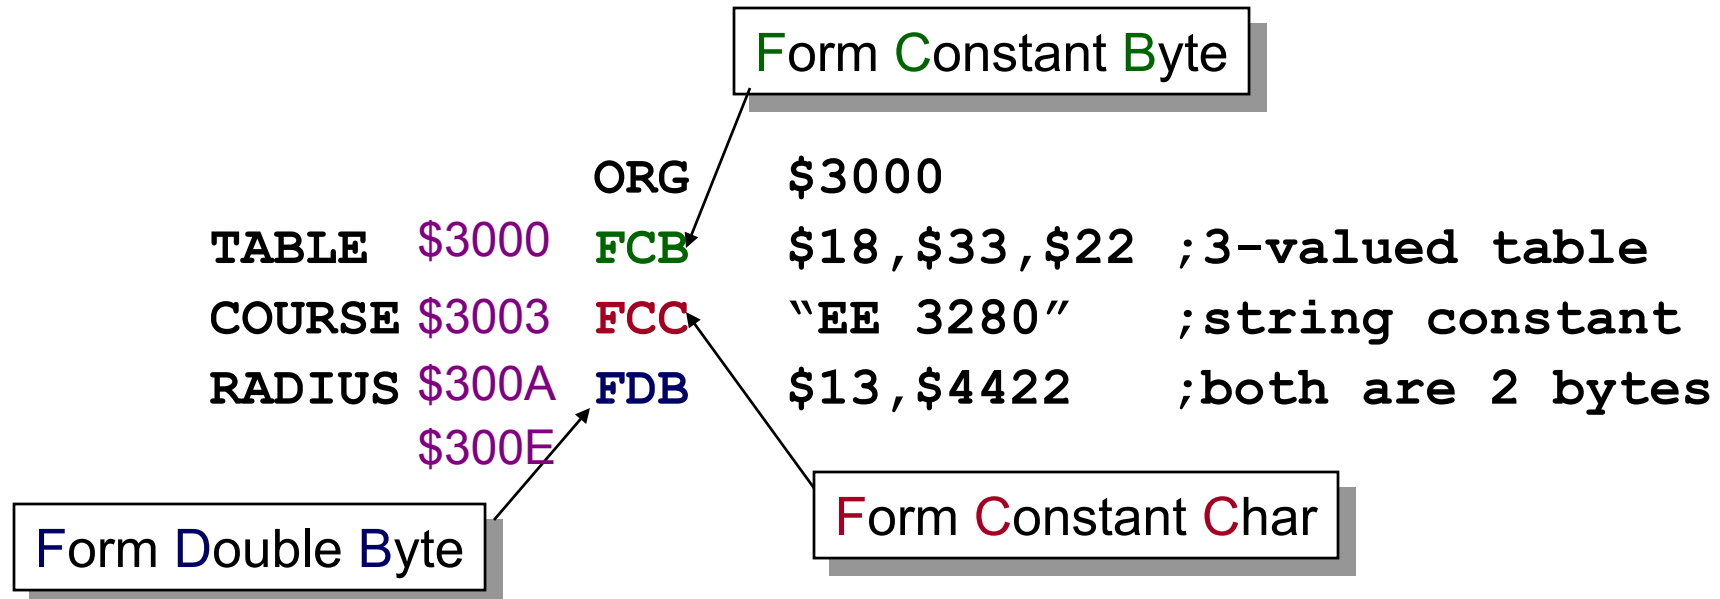 Form Constant Byte
ORG $3000
TABLE $3000 FCB $18,$33,$22 ;3-valued table
COURSE $3003 FCC “EE 3280” ;string constant
RADIUS $300A FDB $13,$4422 ;both are 2 bytes
$300E
Form Constant Char
Form Double Byte